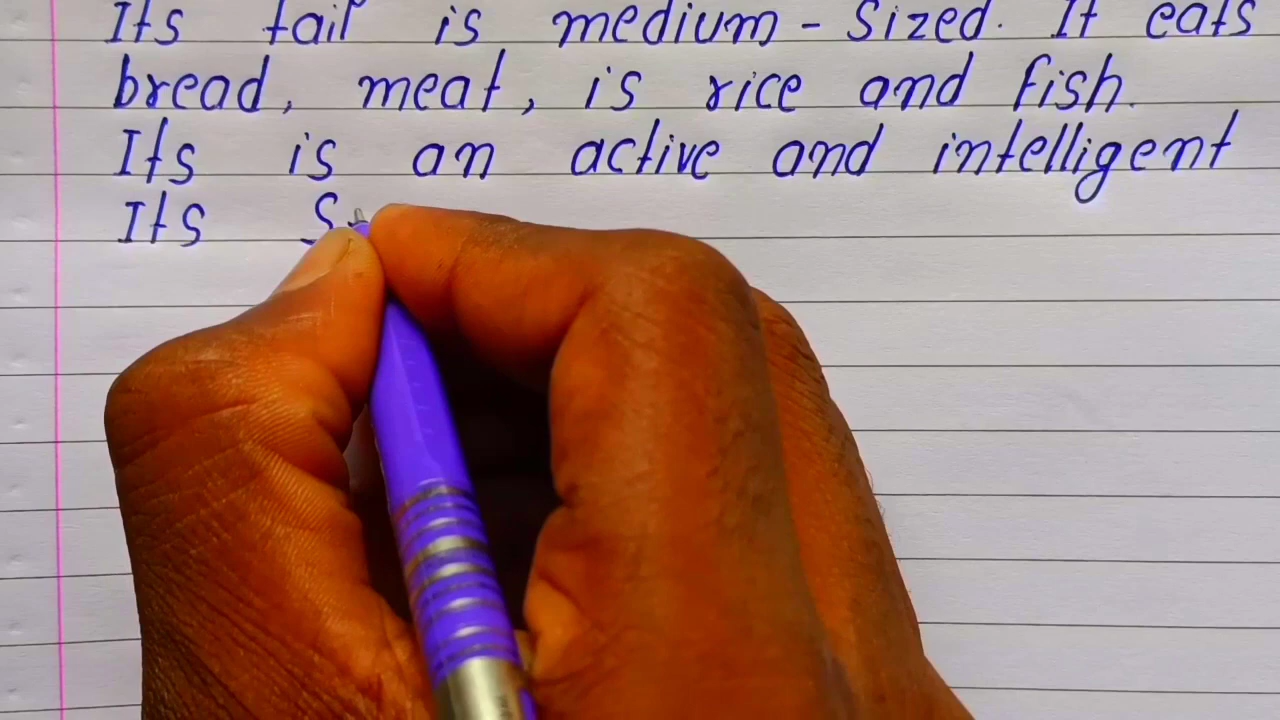 Its tail is medium - Sized. It eats
bread, meat, is rice and fish.
Its is an active and intelligent
Its S